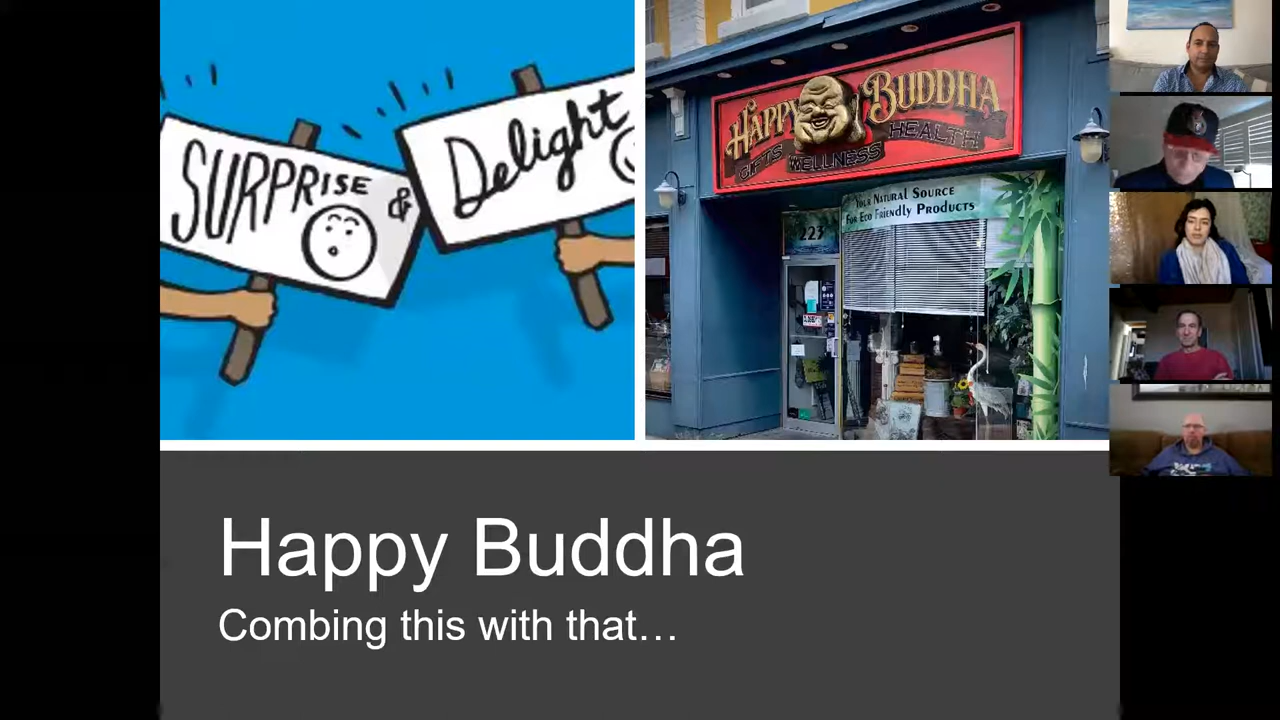 SURPRISE &
Delight
HAPPY BUDDHA
GIFTS WELLNESS HEALTH
YOUR NATURAL SOURCE
FOR ECO FRIENDLY PRODUCTS
223
Happy Buddha
Combing this with that…